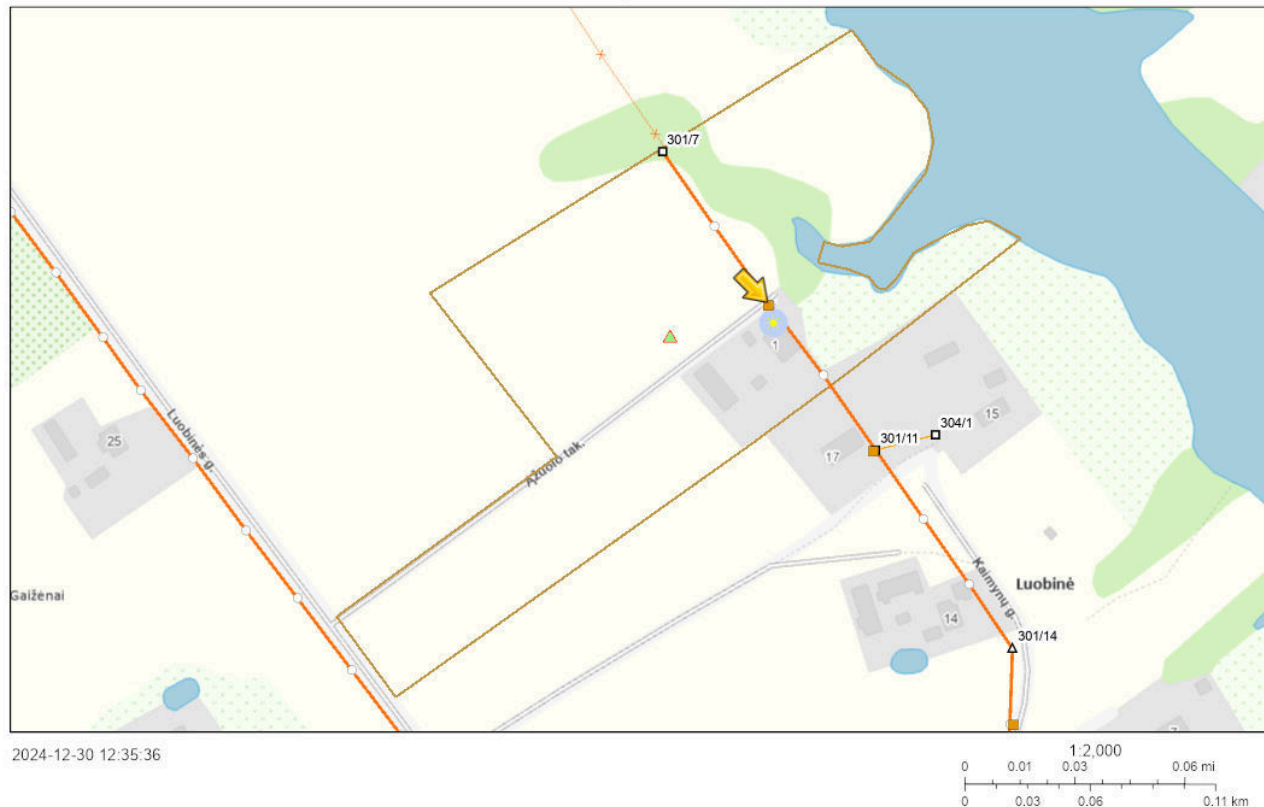 301/7
1
301/11
304/1
15
17
25
Luobinės g.
Ąžuolo tak.
Kaimynų g.
Luobinė
Gaiženai
14
301/14
7
2024-12-30 12:35:36
1:2,000
0 0.01 0.03 0.06 mi
0 0.03 0.06 0.11 km